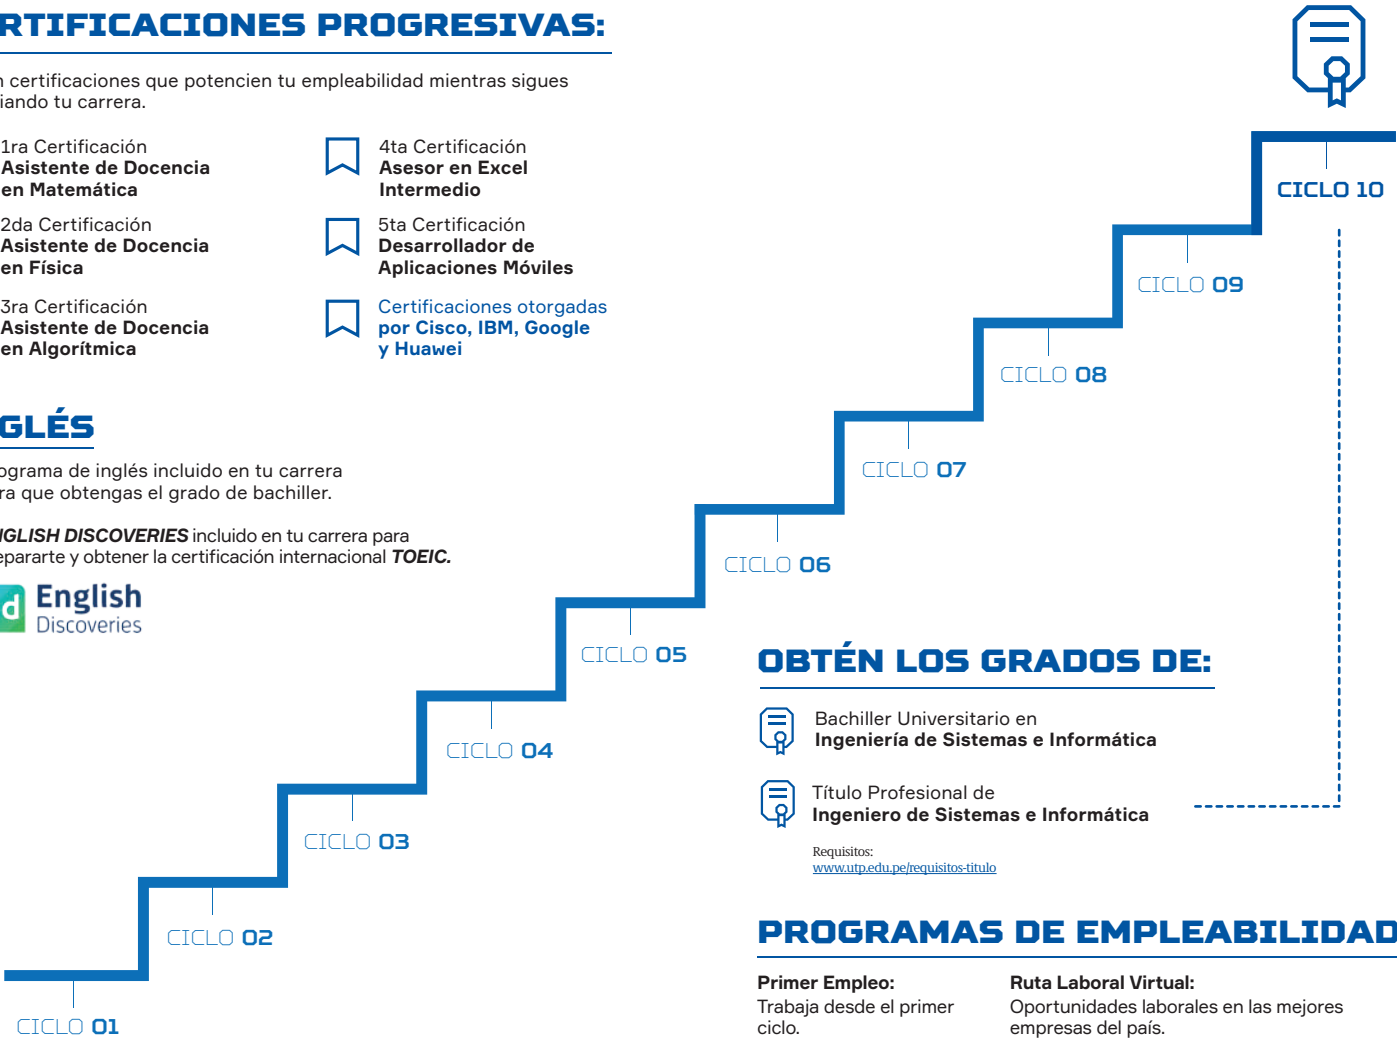 RTIFICACIONES PROGRESIVAS:
n certificaciones que potencien tu empleabilidad mientras sigues
iando tu carrera.
1ra Certificación
Asistente de Docencia
en Matemática
2da Certificación
Asistente de Docencia
en Física
3ra Certificación
Asistente de Docencia
en Algorítmica
4ta Certificación
Asesor en Excel
Intermedio
5ta Certificación
Desarrollador de
Aplicaciones Móviles
Certificaciones otorgadas
por Cisco, IBM, Google
y Huawei
GLÉS
ograma de inglés incluido en tu carrera
ra que obtengas el grado de bachiller.
NGLISH DISCOVERIES incluido en tu carrera para
epararte y obtener la certificación internacional TOEIC.
d English
Discoveries
CICLO 10
CICLO 09
CICLO 08
CICLO 07
CICLO 06
CICLO 05
CICLO 04
CICLO 03
CICLO 02
CICLO 01
OBTÉN LOS GRADOS DE:
Bachiller Universitario en
Ingeniería de Sistemas e Informática
Título Profesional de
Ingeniero de Sistemas e Informática
Requisitos:
www.utp.edu.pe/requisitos-titulo
PROGRAMAS DE EMPLEABILIDAD
Primer Empleo:
Trabaja desde el primer
ciclo.
Ruta Laboral Virtual:
Oportunidades laborales en las mejores
empresas del país.